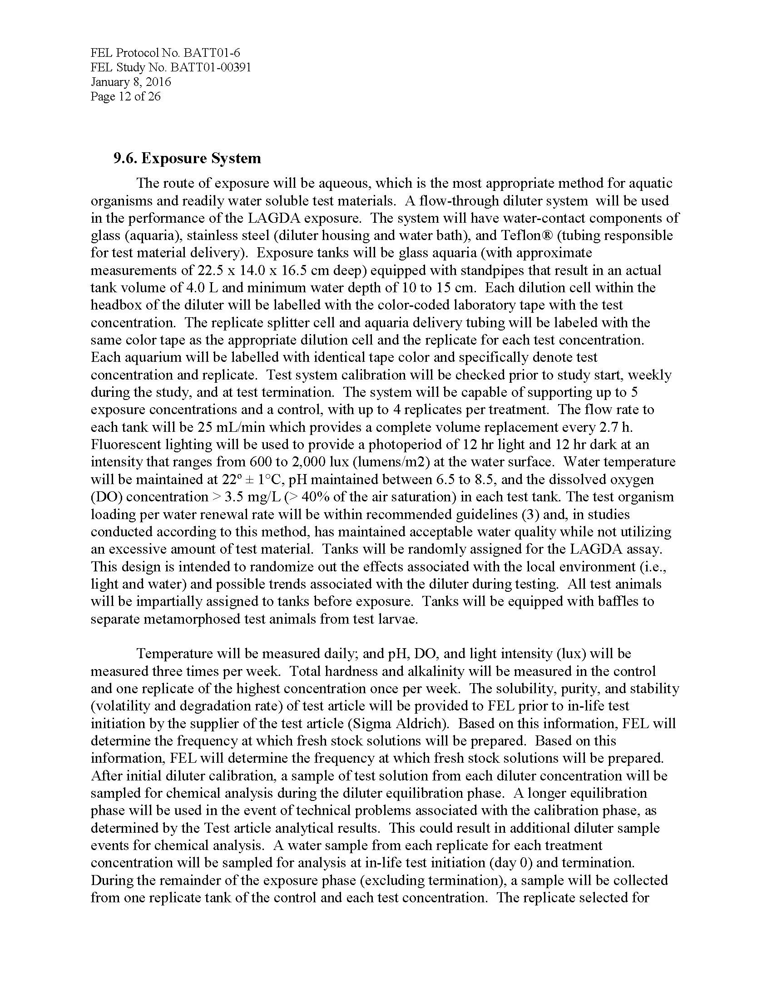 FEL Protocol No. BATT01-6
FEL Study No. BATT01-00391
January 8, 2016
Page 12 of 26
9.6. Exposure System
The route of exposure will be aqueous, which is the most appropriate method for aquatic
organisms and readily water soluble test materials.  A flow-through diluter system  will be used
in the performance of the LAGDA exposure.  The system will have water-contact components of
glass (aquaria), stainless steel (diluter housing and water bath), and Teflon® (tubing responsible
for test material delivery).  Exposure tanks will be glass aquaria (with approximate
measurements of 22.5 x 14.0 x 16.5 cm deep) equipped with standpipes that result in an actual
tank volume of 4.0 L and minimum water depth of 10 to 15 cm.  Each dilution cell within the
headbox of the diluter will be labelled with the color-coded laboratory tape with the test
concentration.  The replicate splitter cell and aquaria delivery tubing will be labeled with the
same color tape as the appropriate dilution cell and the replicate for each test concentration.
Each aquarium will be labelled with identical tape color and specifically denote test
concentration and replicate.  Test system calibration will be checked prior to study start, weekly
during the study, and at test termination.  The system will be capable of supporting up to 5
exposure concentrations and a control, with up to 4 replicates per treatment.  The flow rate to
each tank will be 25 mL/min which provides a complete volume replacement every 2.7 h.
Fluorescent lighting will be used to provide a photoperiod of 12 hr light and 12 hr dark at an
intensity that ranges from 600 to 2,000 lux (lumens/m2) at the water surface.  Water temperature
will be maintained at 22º ± 1°C, pH maintained between 6.5 to 8.5, and the dissolved oxygen
(DO) concentration > 3.5 mg/L (> 40% of the air saturation) in each test tank. The test organism
loading per water renewal rate will be within recommended guidelines (3) and, in studies
conducted according to this method, has maintained acceptable water quality while not utilizing
an excessive amount of test material.  Tanks will be randomly assigned for the LAGDA assay.
This design is intended to randomize out the effects associated with the local environment (i.e.,
light and water) and possible trends associated with the diluter during testing.  All test animals
will be impartially assigned to tanks before exposure.  Tanks will be equipped with baffles to
separate metamorphosed test animals from test larvae.
Temperature will be measured daily; and pH, DO, and light intensity (lux) will be
measured three times per week.  Total hardness and alkalinity will be measured in the control
and one replicate of the highest concentration once per week.  The solubility, purity, and stability
(volatility and degradation rate) of test article will be provided to FEL prior to in-life test
initiation by the supplier of the test article (Sigma Aldrich).  Based on this information, FEL will
determine the frequency at which fresh stock solutions will be prepared.  Based on this
information, FEL will determine the frequency at which fresh stock solutions will be prepared.
After initial diluter calibration, a sample of test solution from each diluter concentration will be
sampled for chemical analysis during the diluter equilibration phase.  A longer equilibration
phase will be used in the event of technical problems associated with the calibration phase, as
determined by the Test article analytical results.  This could result in additional diluter sample
events for chemical analysis.  A water sample from each replicate for each treatment
concentration will be sampled for analysis at in-life test initiation (day 0) and termination.
During the remainder of the exposure phase (excluding termination), a sample will be collected
from one replicate tank of the control and each test concentration.  The replicate selected for